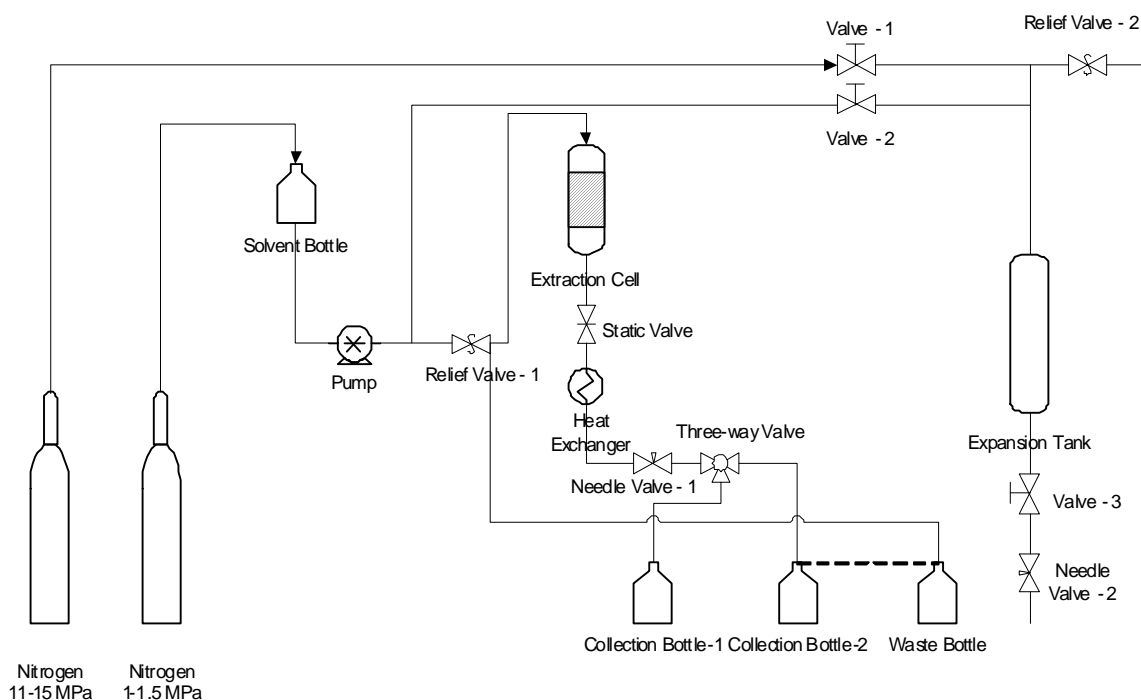 Valve - 1
Relief Valve - 2
Valve - 2
Solvent Bottle
Extraction Cell
Static Valve
Pump
Relief Valve - 1
Heat
Exchanger
Three-way Valve
Expansion Tank
Needle Valve - 1
Valve - 3
Needle
Valve - 2
Collection Bottle-1
Collection Bottle-2
Waste Bottle
Nitrogen
11-15 MPa
Nitrogen
1-1.5 MPa